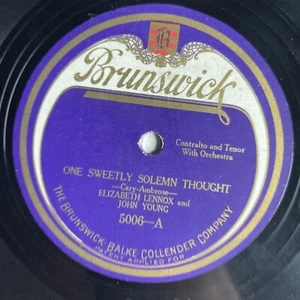 B
Brunswick
Contralto and Tenor
With Orchestra
ONE SWEETLY SOLEMN THOUGHT
—Cary-Ambrose—
ELIZABETH LENNOX and
JOHN YOUNG
5006—A
THE BRUNSWICK BALKE COLLENDER COMPANY
PATENT APPLIED FOR